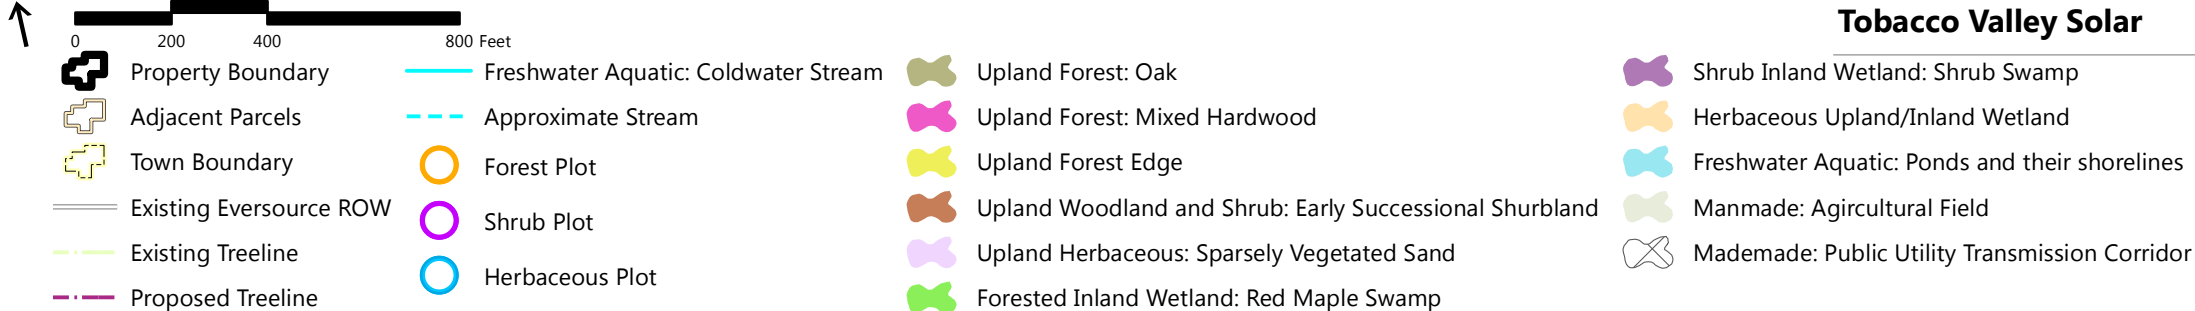 0 200 400 800 Feet
Property Boundary
Adjacent Parcels
Town Boundary
Existing Eversource ROW
Existing Treeline
Proposed Treeline
Freshwater Aquatic: Coldwater Stream
Approximate Stream
Forest Plot
Shrub Plot
Herbaceous Plot
Upland Forest: Oak
Upland Forest: Mixed Hardwood
Upland Forest Edge
Upland Woodland and Shrub: Early Successional Shurbland
Upland Herbaceous: Sparsely Vegetated Sand
Forested Inland Wetland: Red Maple Swamp
Tobacco Valley Solar
Shrub Inland Wetland: Shrub Swamp
Herbaceous Upland/Inland Wetland
Freshwater Aquatic: Ponds and their shorelines
Manmade: Agircultural Field
Mademade: Public Utility Transmission Corridor